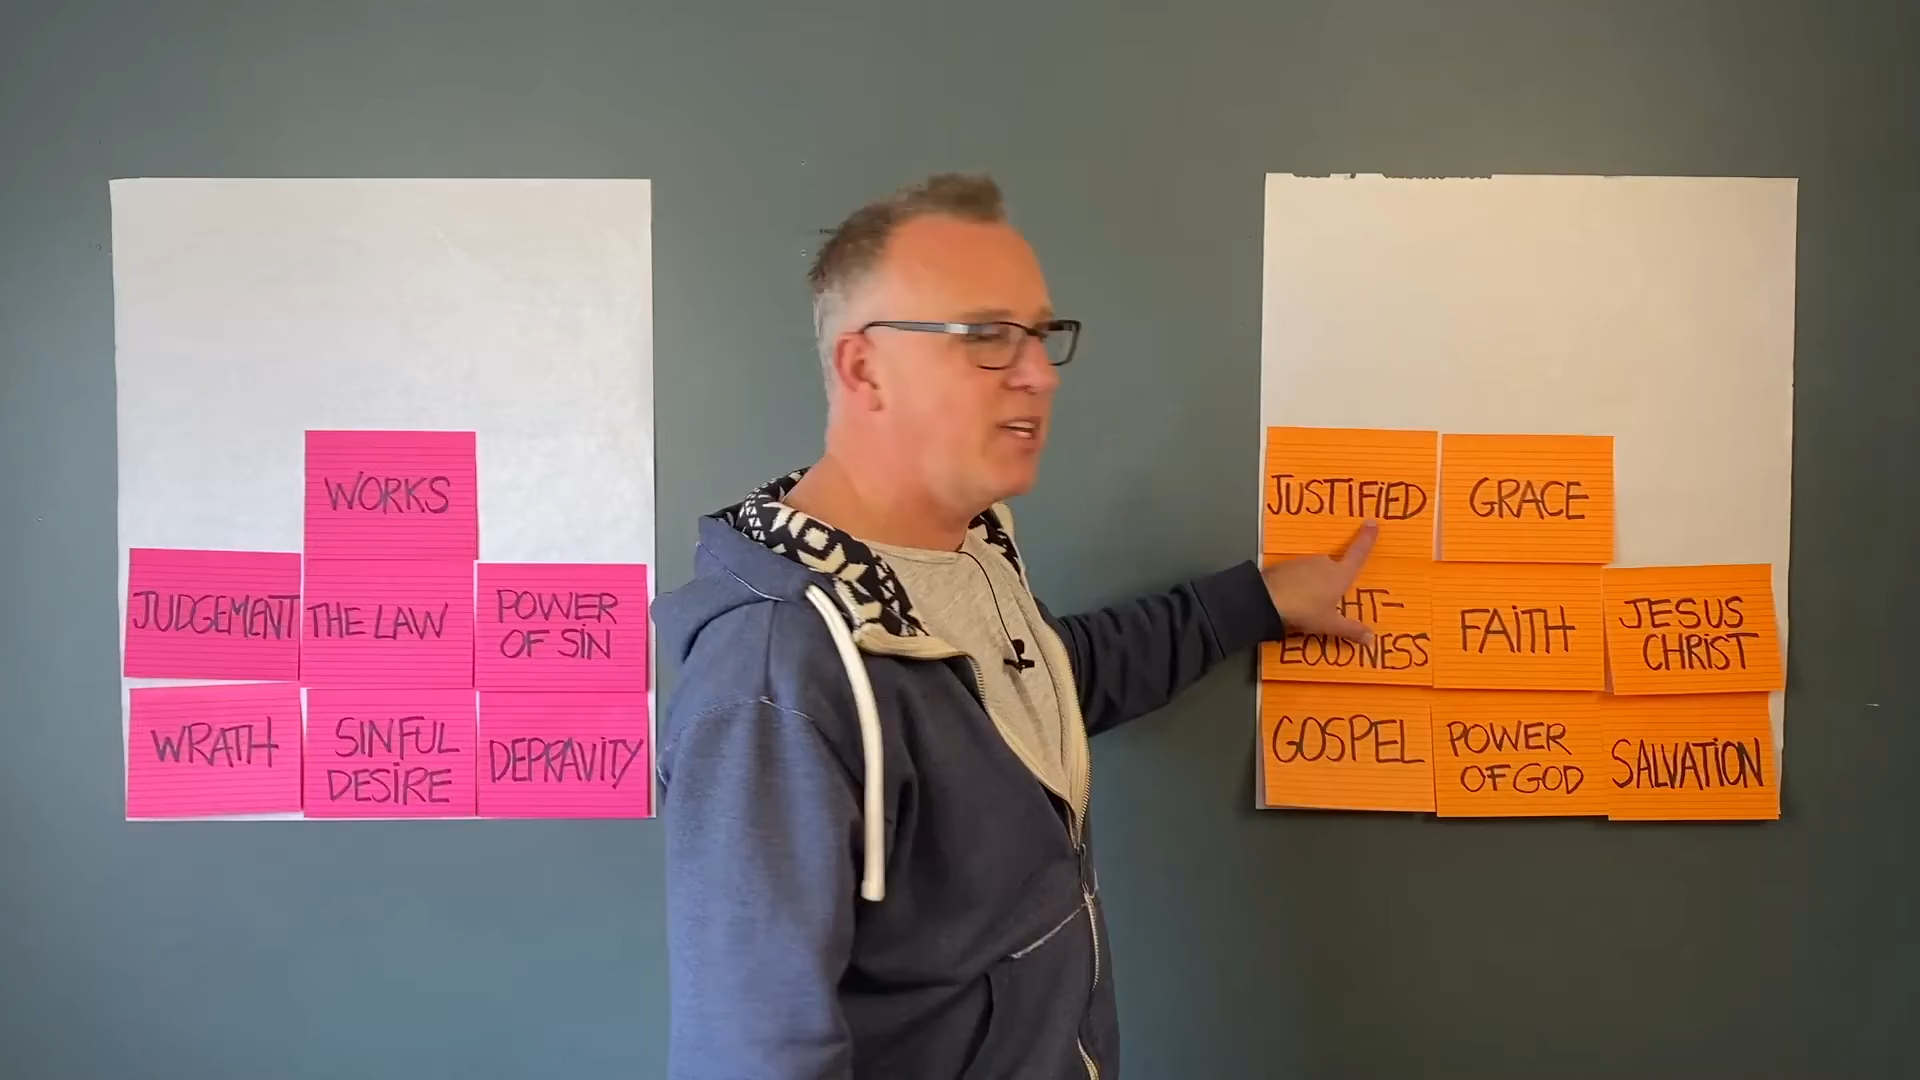 WORKS
JUDGEMENT
THE LAW
POWER
OF SIN
WRATH
SINFUL
DESIRE
DEPRAVITY
JUSTIFIED
GRACE
HT-
EOUSNESS
FAITH
JESUS
CHRIST
GOSPEL
POWER
OF GOD
SALVATION